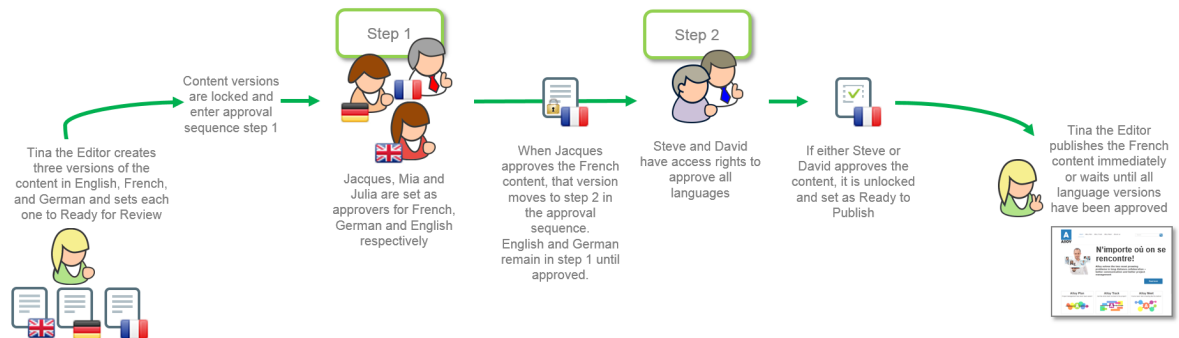 Tina the Editor creates
three versions of the
content in English, French,
and German and sets each
one to Ready for Review
Content versions
are locked and
enter approval
sequence step 1
Step 1
Jacques, Mia and
Julia are set as
approvers for French,
German and English
respectively
When Jacques
approves the French
content, that version
moves to step 2 in
the approval
sequence.
English and German
remain in step 1 until
approved.
Step 2
Steve and David
have access rights to
approve all
languages
If either Steve or
David approves the
content, it is unlocked
and set as Ready to
Publish
Tina the Editor
publishes the French
content immediately
or waits until all
language versions
have been approved
A
N'importe où on se
rencontre!
Alloy Plan
Alloy Track
Alloy Meet